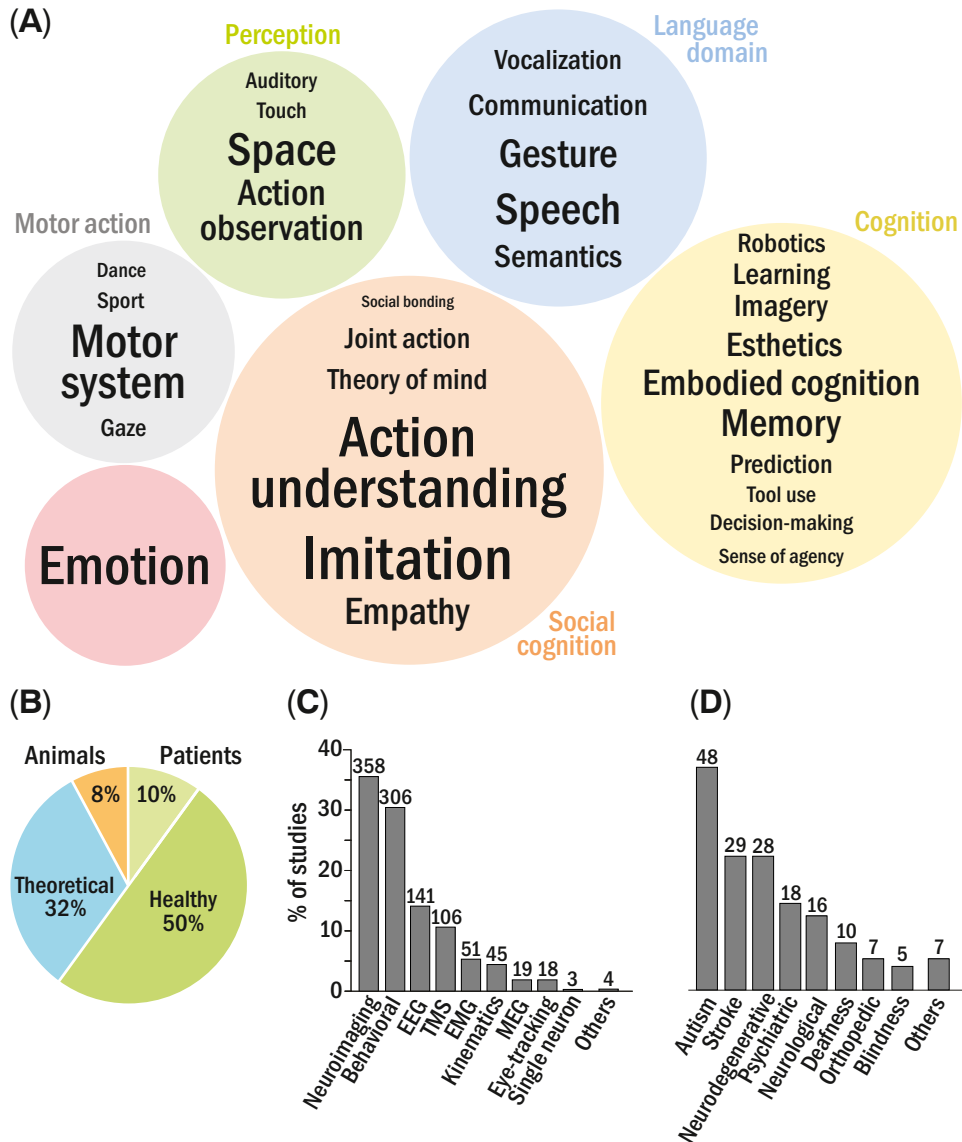 (A)
Perception
Auditory
Touch
Space
Action
observation
Language
domain
Vocalization
Communication
Gesture
Speech
Semantics
Motor action
Dance
Sport
Motor
system
Gaze
Cognition
Robotics
Learning
Imagery
Esthetics
Embodied cognition
Memory
Prediction
Tool use
Decision-making
Sense of agency
Social bonding
Joint action
Theory of mind
Action
understanding
Imitation
Empathy
Social
cognition
Emotion
(B)
Animals
Patients
8%
10%
Theoretical
32%
Healthy
50%
(C)
% of studies
40
30
20
10
0
358
306
141
106
51
45
19
18
3
4
Neuroimaging
Behavioral
EEG
TMS
EMG
Kinematics
MEG
Eye-tracking
Single neuron
Others
(D)
48
29
28
18
16
10
7
5
7
Autism
Stroke
Neurodegenerative
Psychiatric
Neurological
Deafness
Orthopedic
Blindness
Others